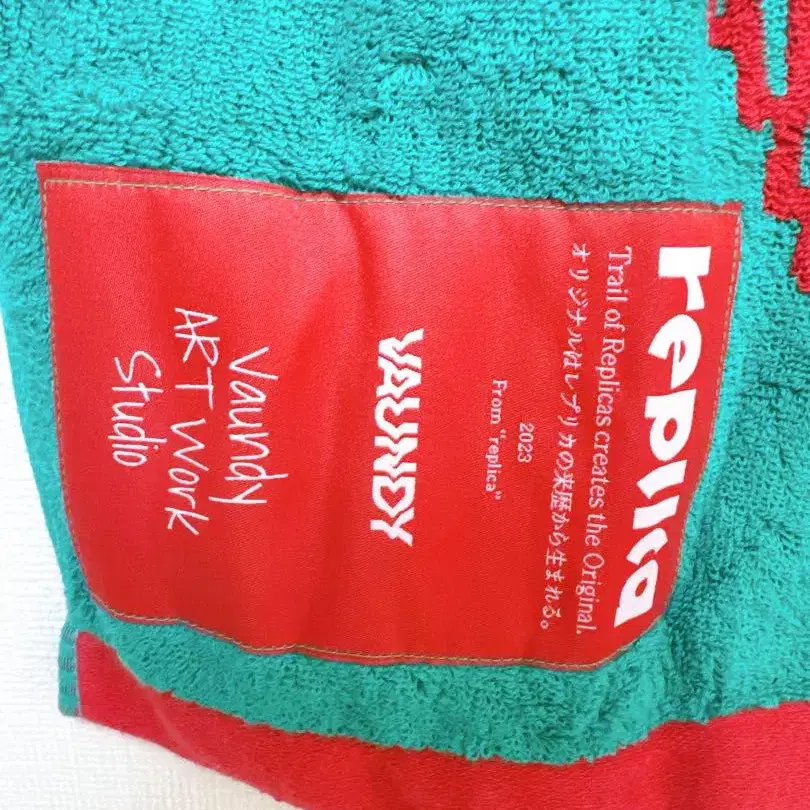 replica
Trail of Replicas creates the Original.
オリジナルはレプリカの来歴から生まれる。
2023
From "replica"
VAUNDY
Vaundy
ART Work
Studio